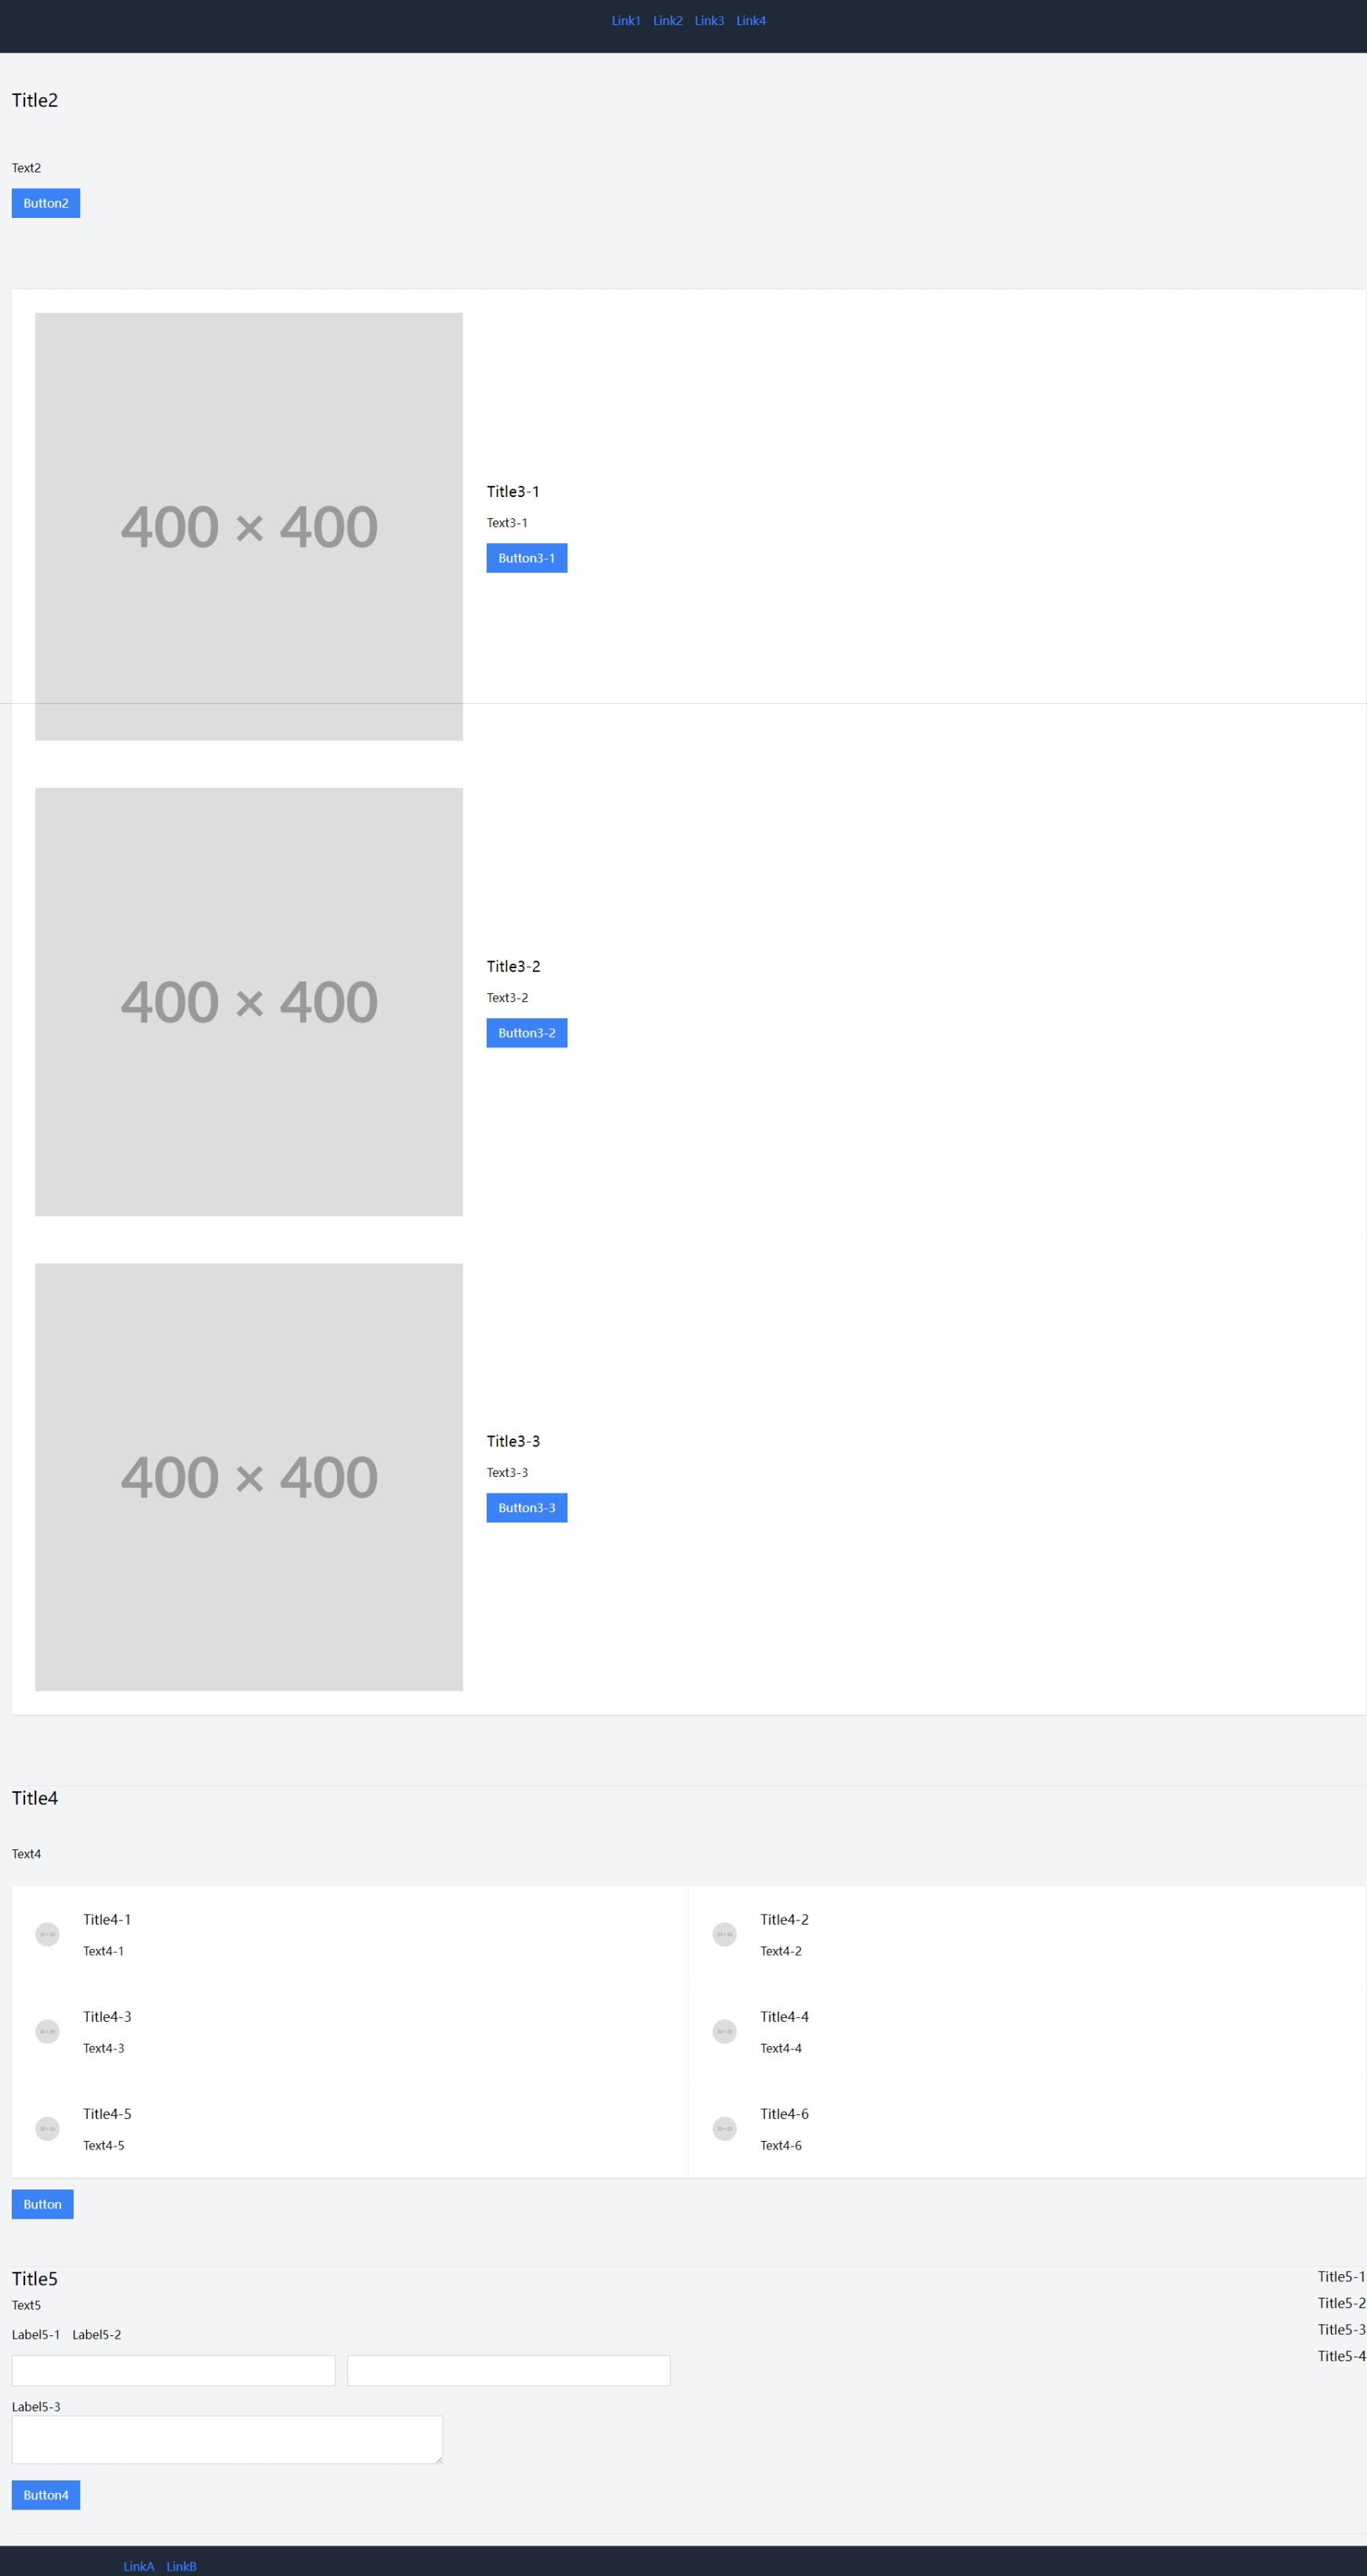 Link1 Link2 Link3 Link4
Title2
Text2
Button2
400 × 400
Title3-1
Text3-1
Button3-1
400 × 400
Title3-2
Text3-2
Button3-2
400 × 400
Title3-3
Text3-3
Button3-3
Title4
Text4
Title4-1
Text4-1
Title4-2
Text4-2
Title4-3
Text4-3
Title4-4
Text4-4
Title4-5
Text4-5
Title4-6
Text4-6
Button
Title5
Text5
Label5-1 Label5-2
Label5-3
Button4
Title5-1
Title5-2
Title5-3
Title5-4
LinkA LinkB